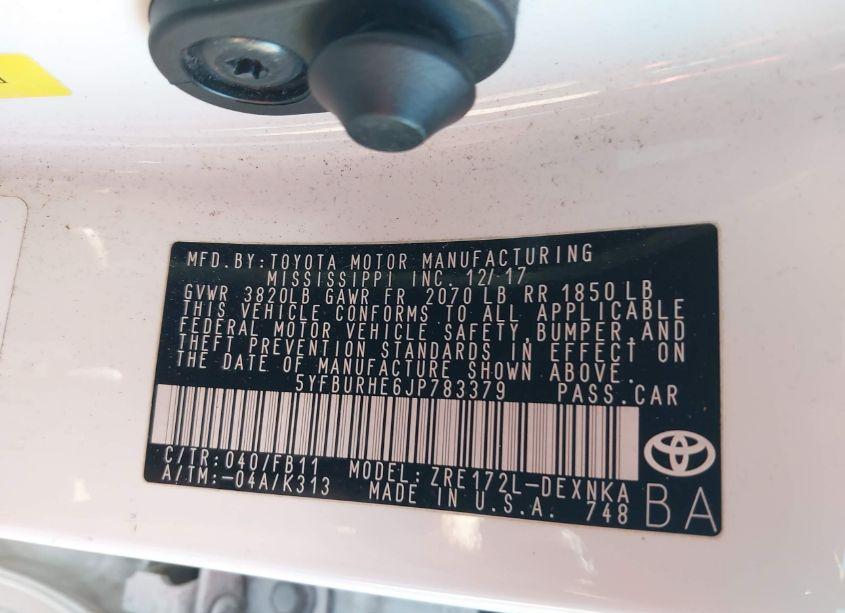 MFD.BY:TOYOTA MOTOR MANUFACTURING
MISSISSIPPI INC. 12/17
GVWR 3820LB GAWR FR 2070 LB RR 1850 LB
THIS VEHICLE CONFORMS TO ALL APPLICABLE
FEDERAL MOTOR VEHICLE SAFETY,BUMPER,AND
THEFT PREVENTION STANDARDS IN EFFECT ON
THE DATE OF MANUFACTURE SHOWN ABOVE.
5YFBURHE6JP783379 PASS.CAR
C/TR:040/FB11 MODEL:ZRE172L-DEXNKA
A/TM:-04A/K313 MADE IN U.S.A. 748 BA